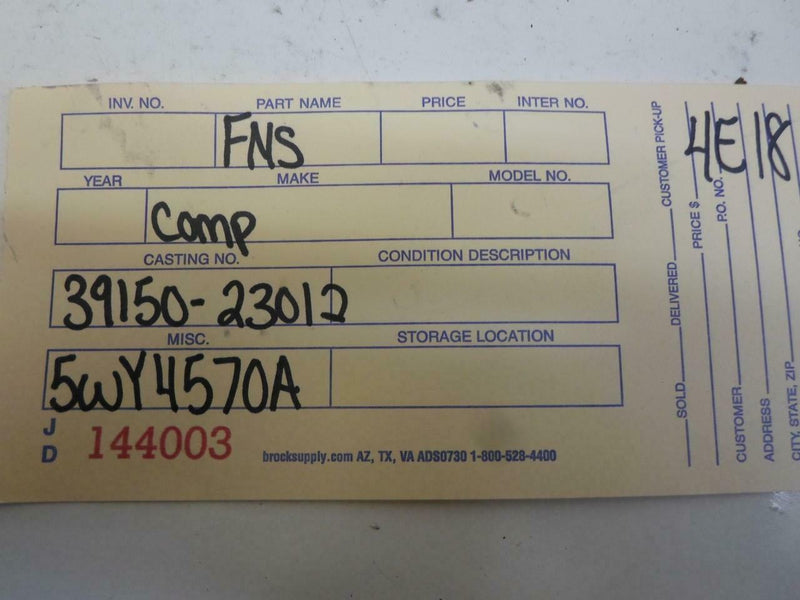 INV. NO. PART NAME PRICE INTER NO.
FNS
YEAR MAKE MODEL NO.
Comp
CASTING NO. CONDITION DESCRIPTION
39150-23012
MISC. STORAGE LOCATION
5WY4570A
J D 144003
brocksupply.com AZ, TX, VA ADS0730 1-800-528-4400
SOLD DELIVERED CUSTOMER PICK-UP
PRICE $
P.O. NO.
CUSTOMER
ADDRESS
CITY, STATE, ZIP
4E18